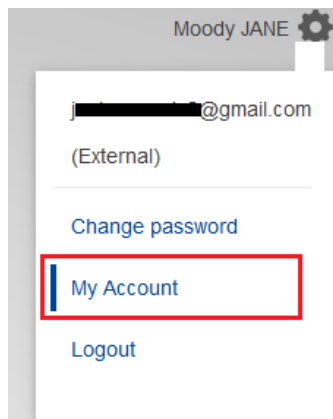 Moody JANE
j @gmail.com
(External)
Change password
My Account
Logout